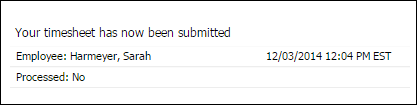 Your timesheet has now been submitted
Employee: Harmeyer, Sarah 12/03/2014 12:04 PM EST
Processed: No